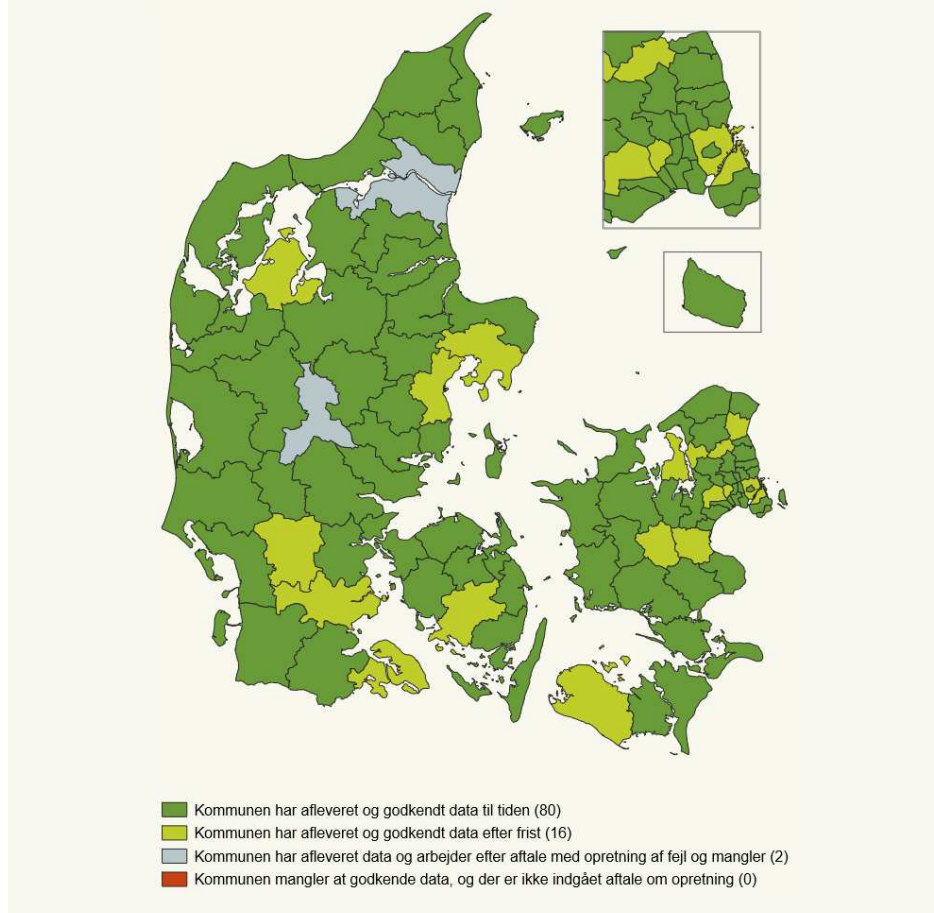 Kommunen har afleveret og godkendt data til tiden (80)
Kommunen har afleveret og godkendt data efter frist (16)
Kommunen har afleveret data og arbejder efter aftale med opretning af fejl og mangler (2)
Kommunen mangler at godkende data, og der er ikke indgået aftale om opretning (0)